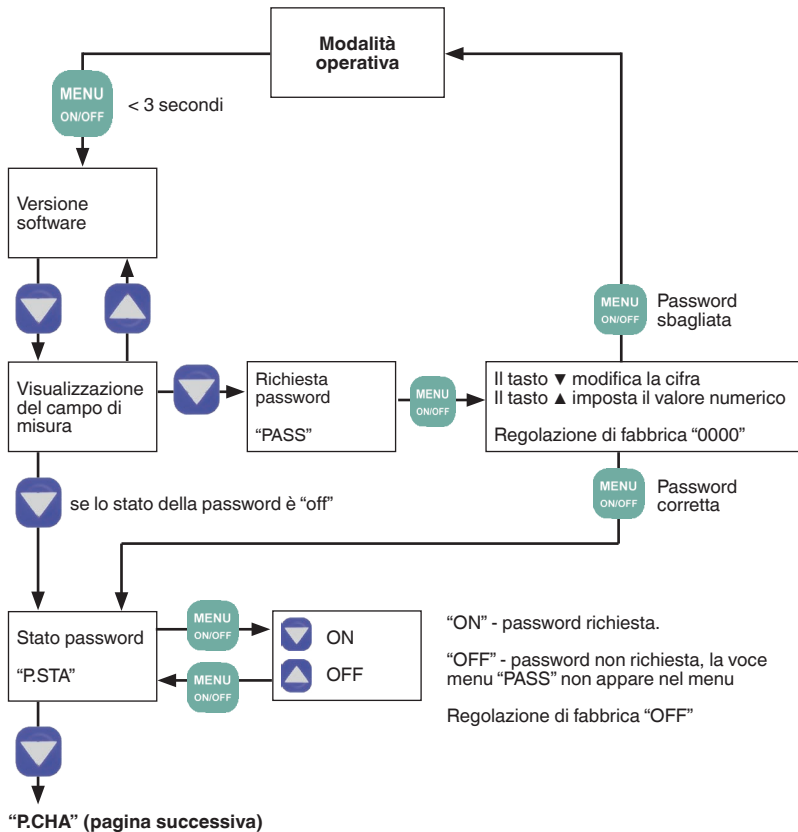 Modalità
operativa
MENU
ON/OFF
< 3 secondi
Versione
software
MENU
ON/OFF
Password
sbagliata
Visualizzazione
del campo di
misura
Richiesta
password
"PASS"
MENU
ON/OFF
Il tasto ▼ modifica la cifra
Il tasto ▲ imposta il valore numerico
Regolazione di fabbrica "0000"
se lo stato della password è "off"
MENU
ON/OFF
Password
corretta
Stato password
"P.STA"
MENU
ON/OFF
MENU
ON/OFF
ON
OFF
"ON" - password richiesta.
"OFF" - password non richiesta, la voce
menu "PASS" non appare nel menu
Regolazione di fabbrica "OFF"
"P.CHA" (pagina successiva)